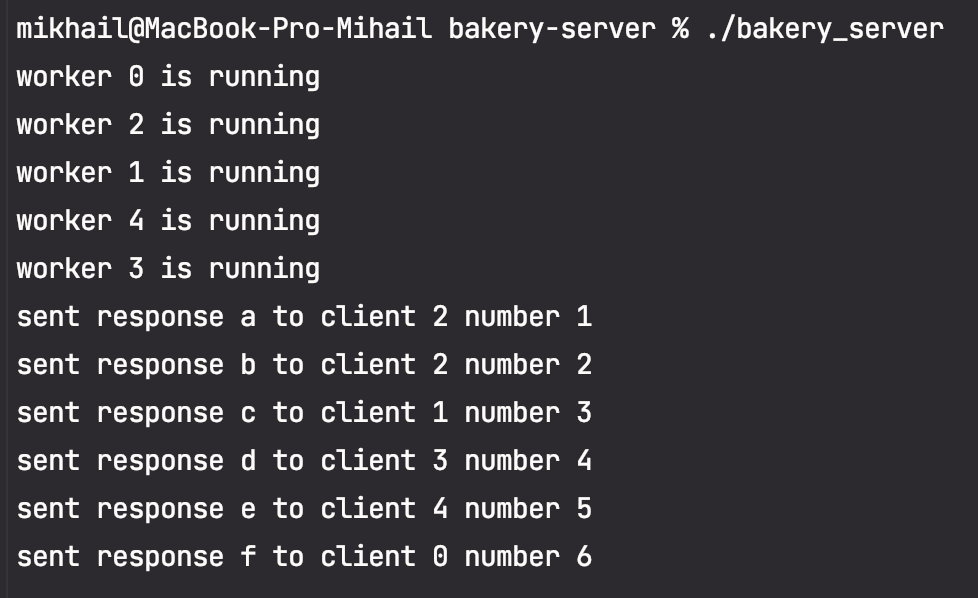 mikhail@MacBook-Pro-Mihail bakery-server % ./bakery_server
worker 0 is running
worker 2 is running
worker 1 is running
worker 4 is running
worker 3 is running
sent response a to client 2 number 1
sent response b to client 2 number 2
sent response c to client 1 number 3
sent response d to client 3 number 4
sent response e to client 4 number 5
sent response f to client 0 number 6